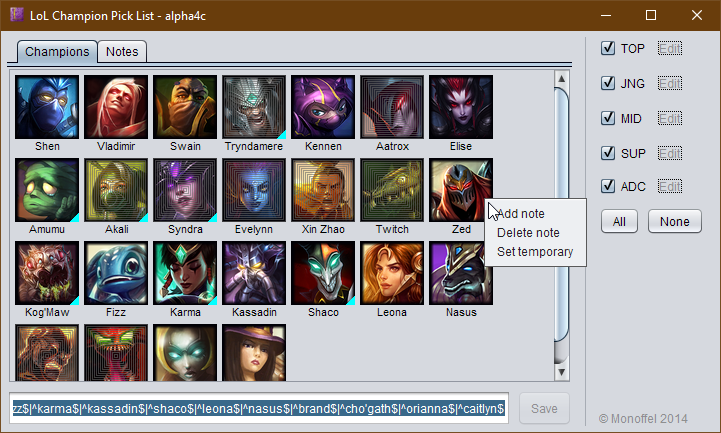 LoL Champion Pick List - alpha4c
Champions Notes
Shen Vladimir Swain Tryndamere Kennen Aatrox Elise
Amumu Akali Syndra Evelynn Xin Zhao Twitch Zed
Kog'Maw Fizz Karma Kassadin Shaco Leona Nasus
Add note
Delete note
Set temporary
zz$|^karma$|^kassadin$|^shaco$|^leona$|^nasus$|^brand$|^cho'gath$|^orianna$|^caitlyn$
Save
TOP Edit
JNG Edit
MID Edit
SUP Edit
ADC Edit
All None
© Monoffel 2014